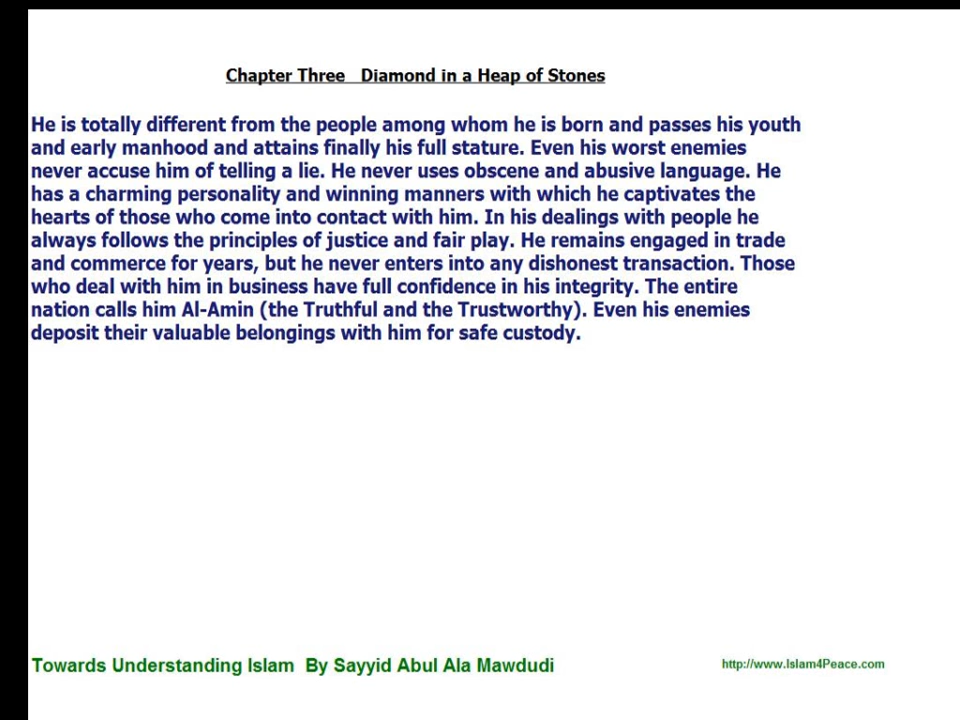 Chapter Three   Diamond in a Heap of Stones
He is totally different from the people among whom he is born and passes his youth
and early manhood and attains finally his full stature. Even his worst enemies
never accuse him of telling a lie. He never uses obscene and abusive language. He
has a charming personality and winning manners with which he captivates the
hearts of those who come into contact with him. In his dealings with people he
always follows the principles of justice and fair play. He remains engaged in trade
and commerce for years, but he never enters into any dishonest transaction. Those
who deal with him in business have full confidence in his integrity. The entire
nation calls him Al-Amin (the Truthful and the Trustworthy). Even his enemies
deposit their valuable belongings with him for safe custody.
Towards Understanding Islam  By Sayyid Abul Ala Mawdudi
http://www.Islam4Peace.com